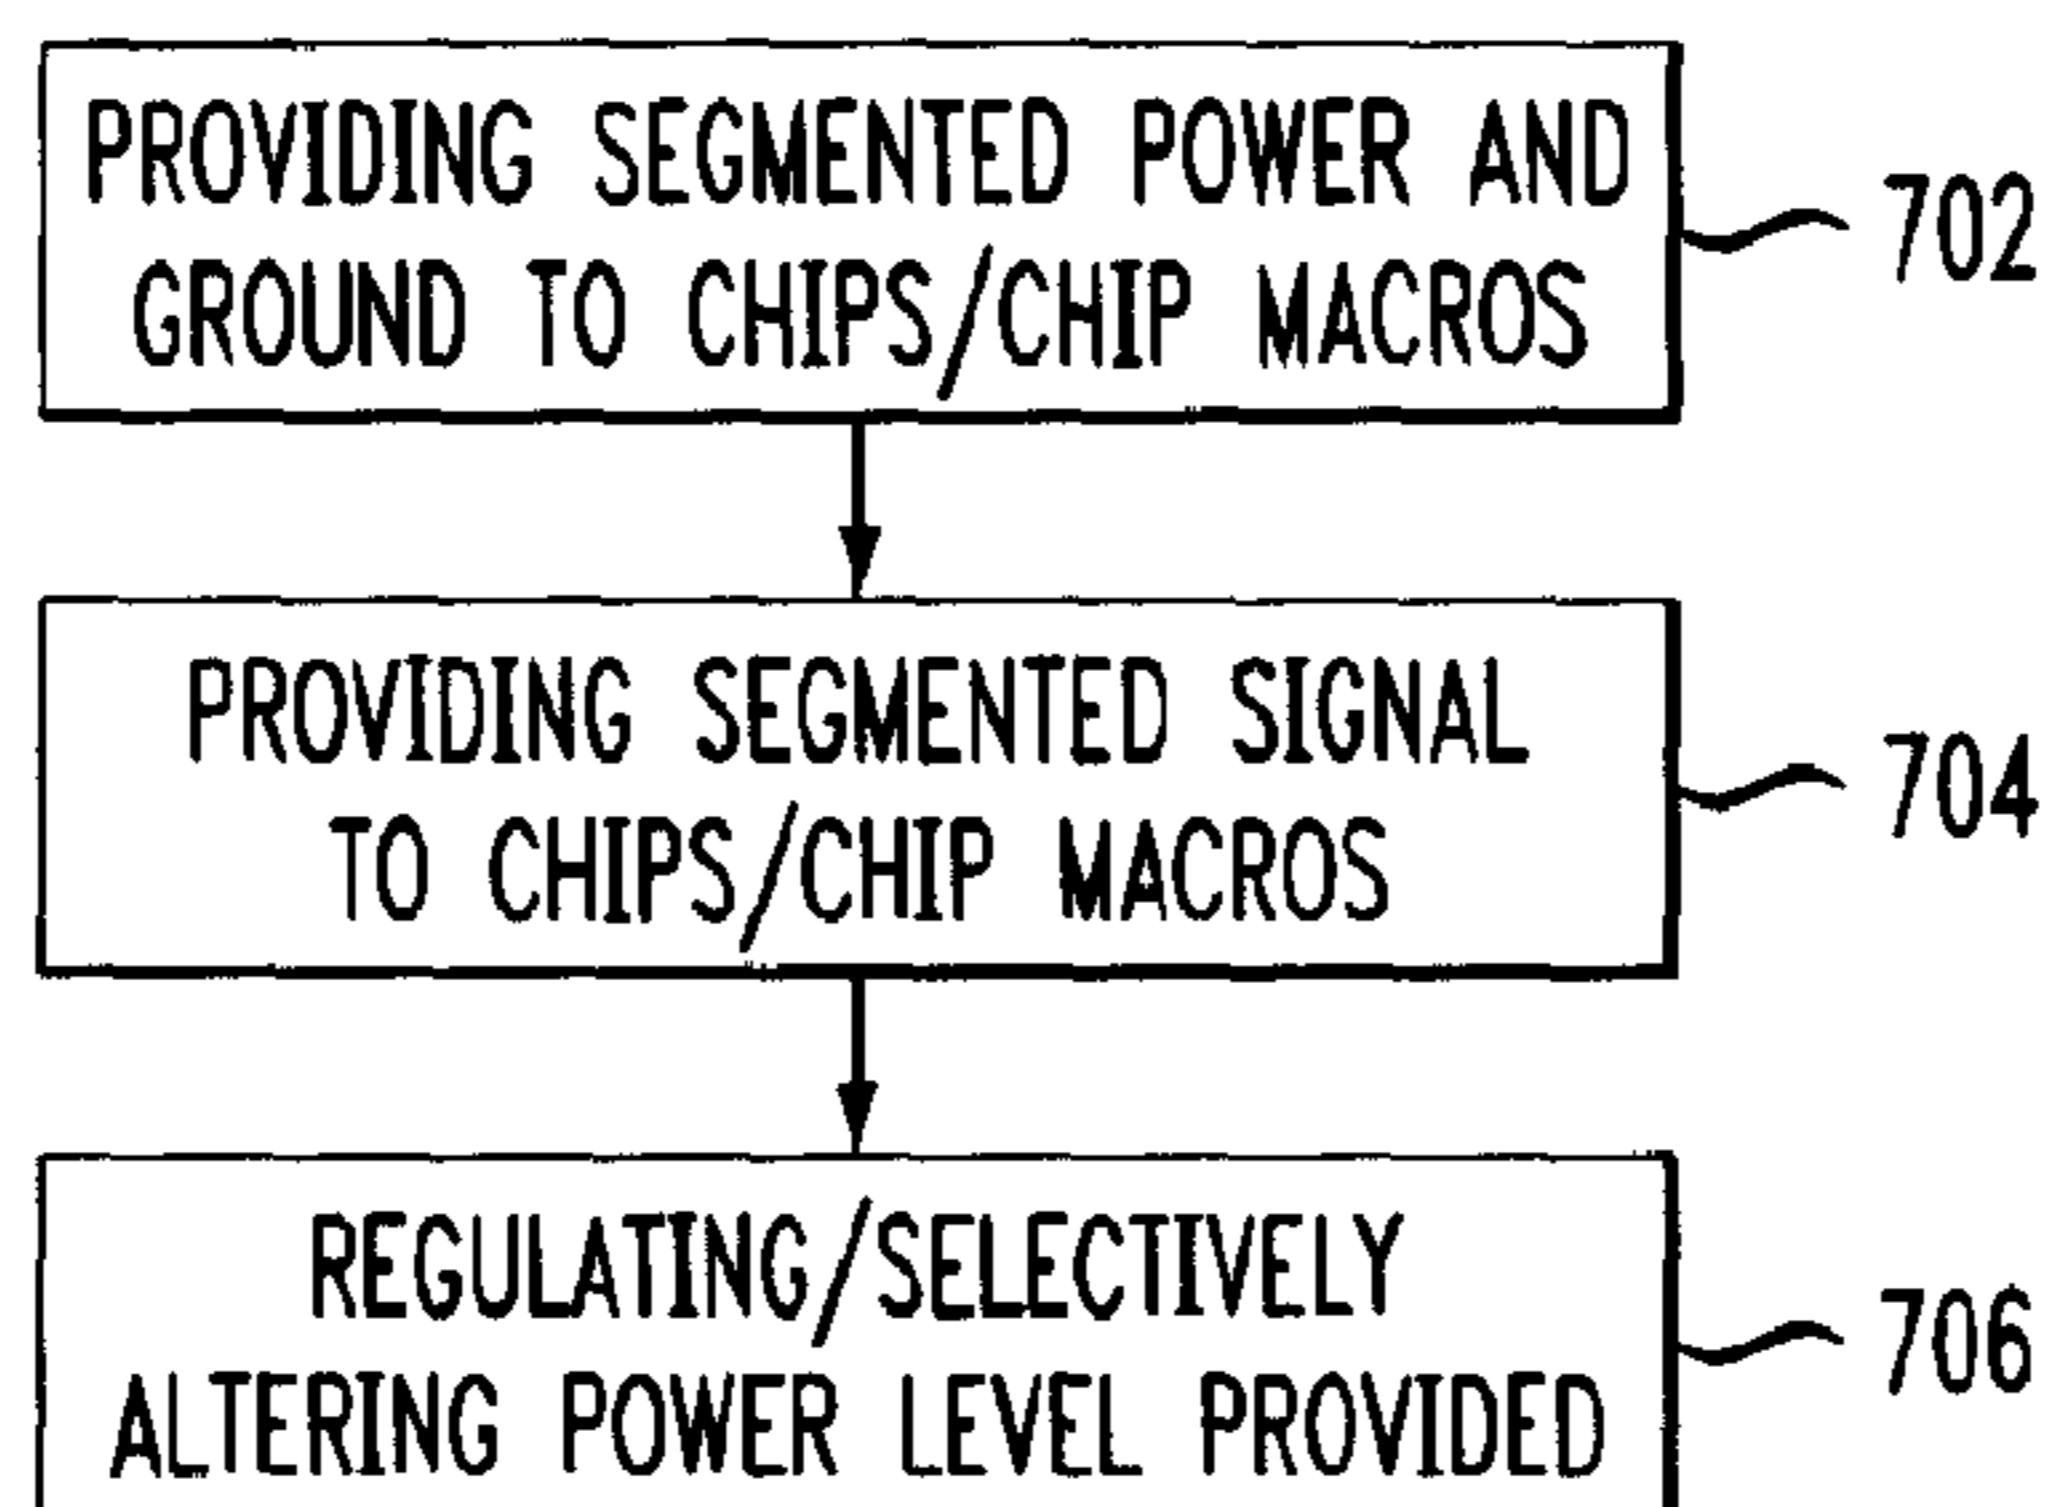 PROVIDING SEGMENTED POWER AND
GROUND TO CHIPS/CHIP MACROS
702
PROVIDING SEGMENTED SIGNAL
TO CHIPS/CHIP MACROS
704
REGULATING/SELECTIVELY
ALTERING POWER LEVEL PROVIDED
706